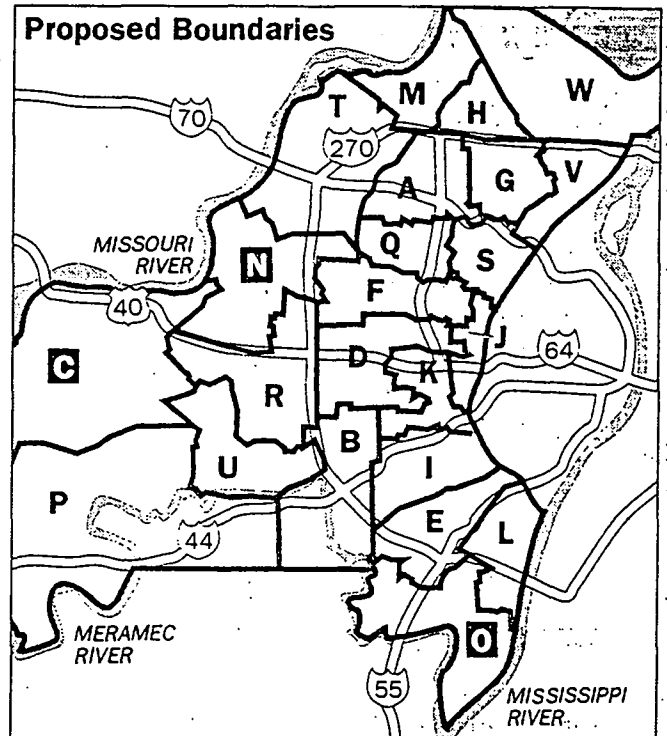 Proposed Boundaries
W
M
T
H
70
270
V
G
A
Q
MISSOURI
RIVER
S
N
F
40
J
64
D
C
K
R
B
U
I
P
E
L
44
MERAMEC
RIVER
O
55
MISSISSIPPI
RIVER